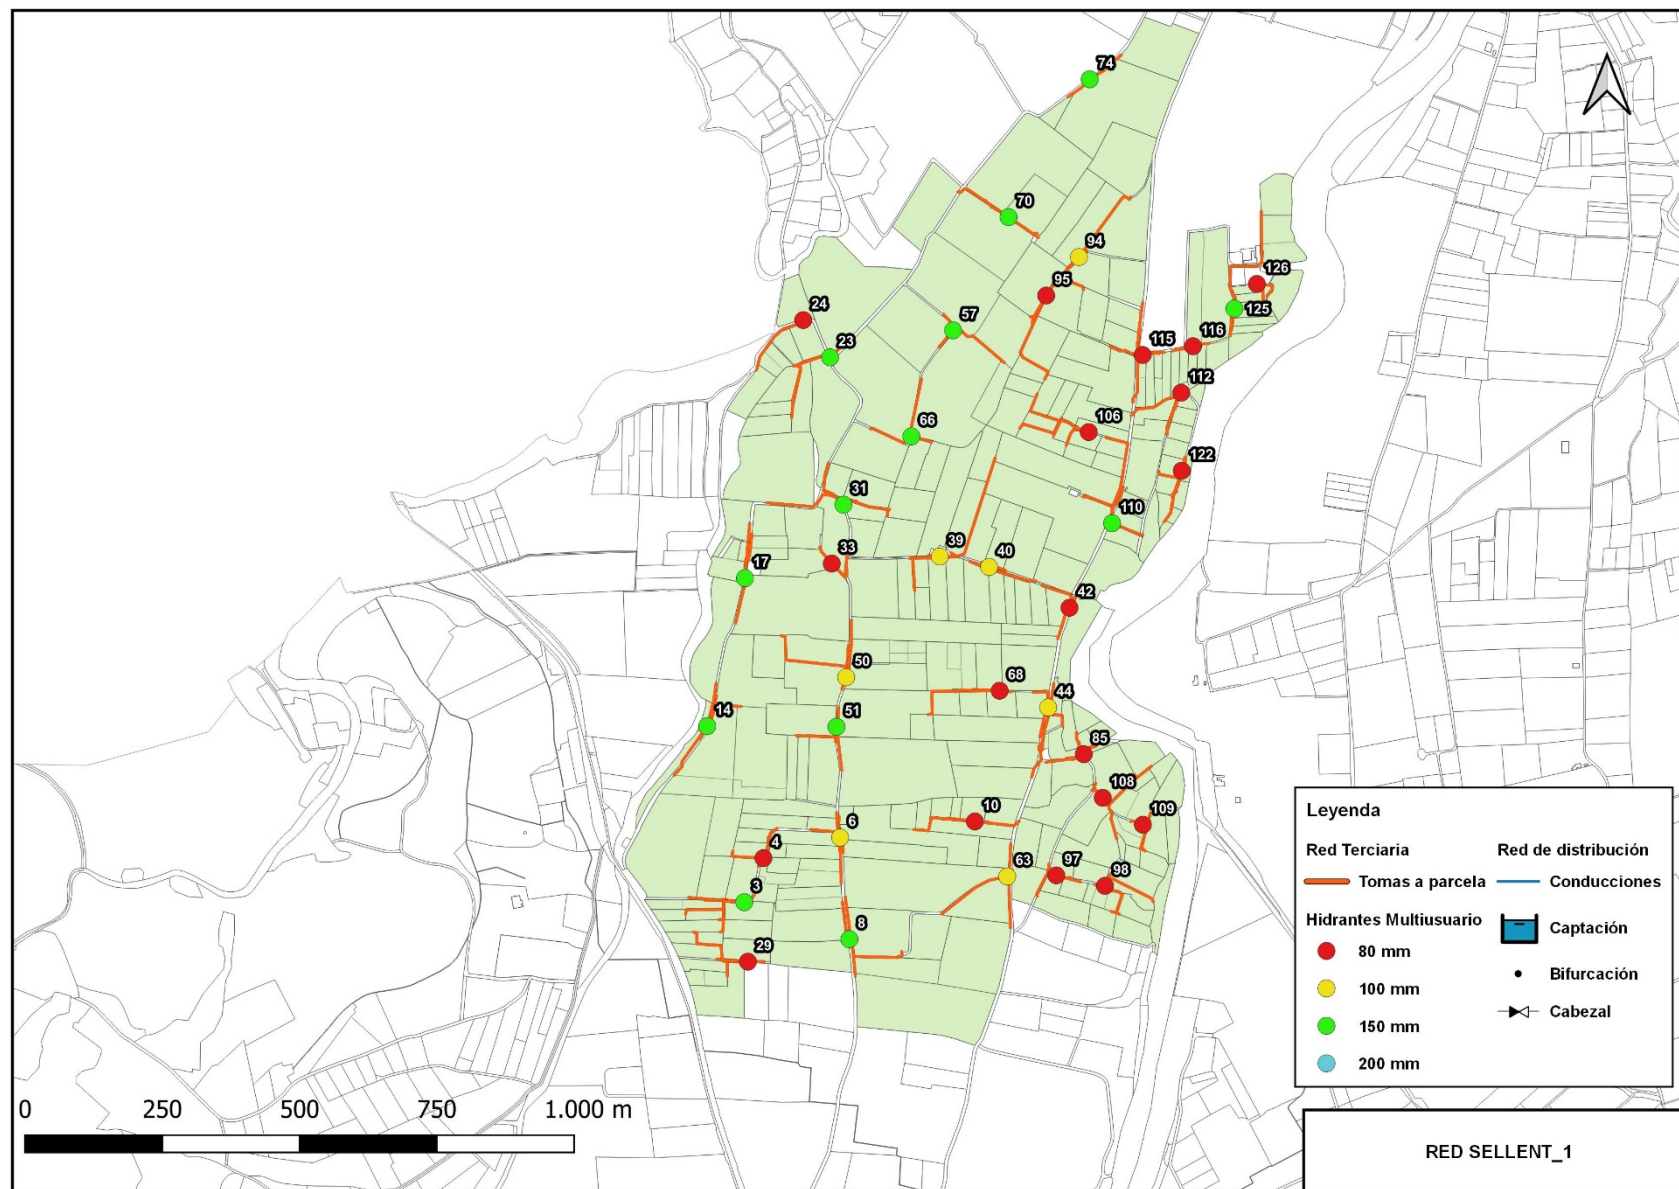 74
70
94
95
126
125
24
57
116
115
23
112
106
66
122
31
110
39
40
33
17
42
50
68
44
14
51
85
108
109
10
6
4
63
97
98
3
8
29
Leyenda
Red Terciaria
Tomas a parcela
Hidrantes Multiusuario
80 mm
100 mm
150 mm
200 mm
Red de distribución
Conducciones
Captación
Bifurcación
Cabezal
0 250 500 750 1.000 m
RED SELLENT_1